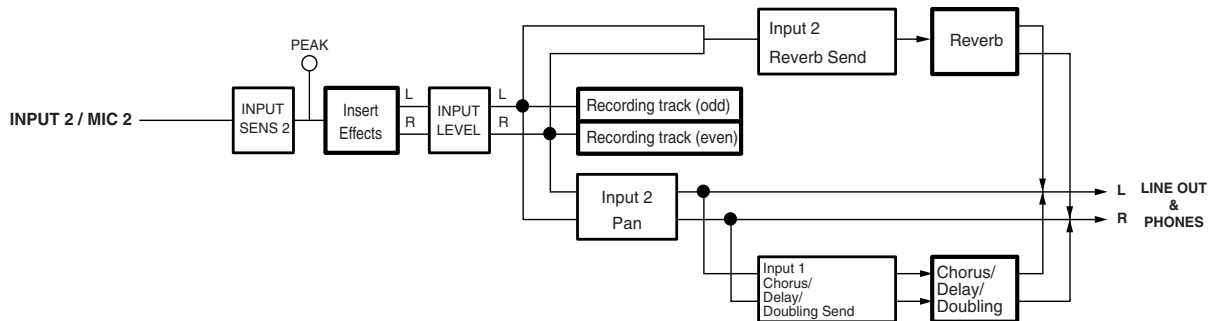 PEAK
INPUT 2 / MIC 2
INPUT
SENS 2
Insert
Effects
L
R
INPUT
LEVEL
L
R
Input 2
Reverb Send
Reverb
Recording track (odd)
Recording track (even)
Input 2
Pan
L
R
LINE OUT
&
PHONES
Input 1
Chorus/
Delay/
Doubling Send
Chorus/
Delay/
Doubling